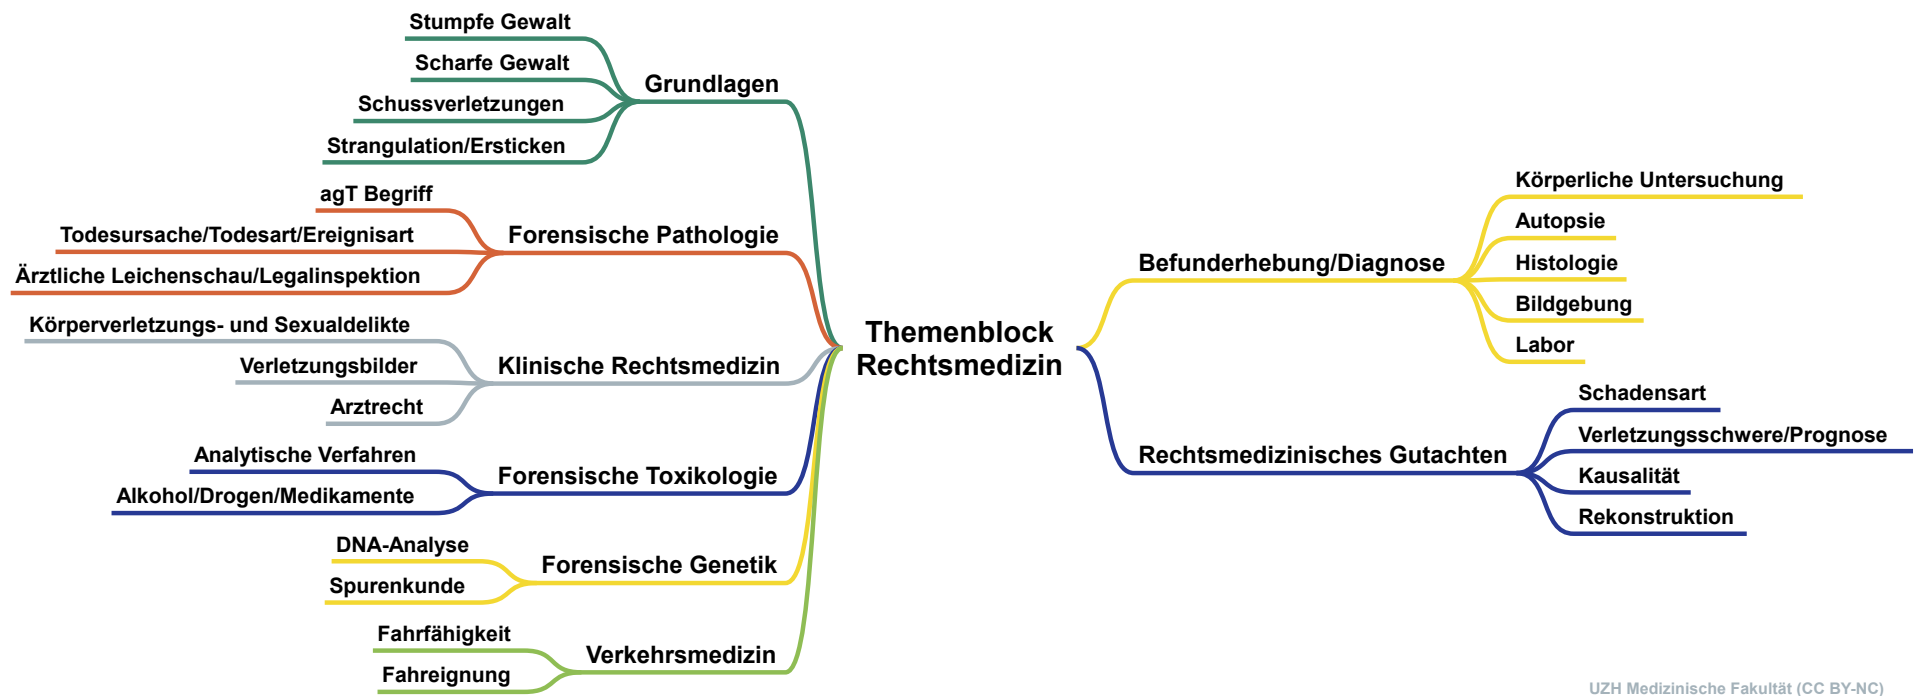 Stumpfe Gewalt
Scharfe Gewalt
Schussverletzungen
Strangulation/Ersticken
Grundlagen
agT Begriff
Todesursache/Todesart/Ereignisart
Ärztliche Leichenschau/Legalinspektion
Forensische Pathologie
Körperverletzungs- und Sexualdelikte
Verletzungsbilder
Arztrecht
Klinische Rechtsmedizin
Analytische Verfahren
Alkohol/Drogen/Medikamente
Forensische Toxikologie
DNA-Analyse
Spurenkunde
Forensische Genetik
Fahrfähigkeit
Fahreignung
Verkehrsmedizin
Themenblock
Rechtsmedizin
Befunderhebung/Diagnose
Körperliche Untersuchung
Autopsie
Histologie
Bildgebung
Labor
Rechtsmedizinisches Gutachten
Schadensart
Verletzungsschwere/Prognose
Kausalität
Rekonstruktion
UZH Medizinische Fakultät (CC BY-NC)